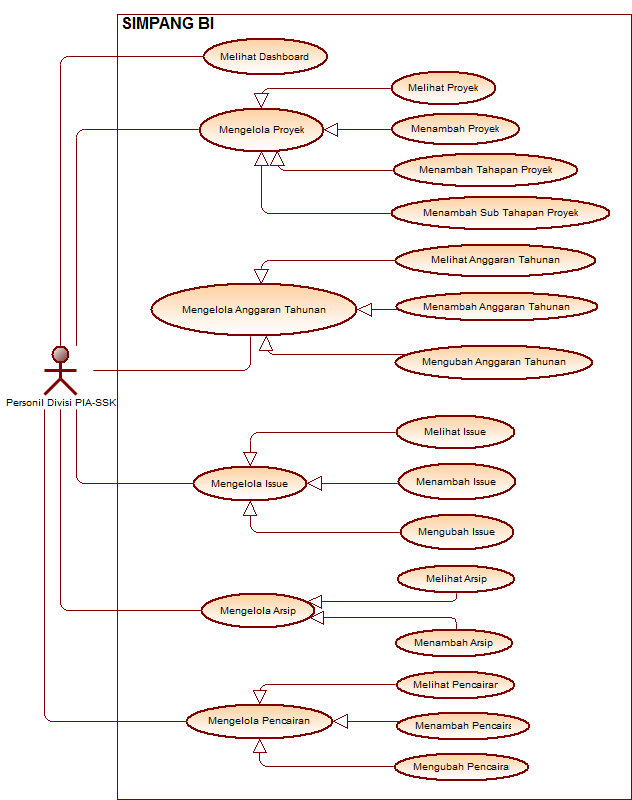 SIMPANG BI
Melihat Dashboard
Melihat Proyek
Mengelola Proyek
Menambah Proyek
Menambah Tahapan Proyek
Menambah Sub Tahapan Proyek
Melihat Anggaran Tahunan
Mengelola Anggaran Tahunan
Menambah Anggaran Tahunan
Mengubah Anggaran Tahunan
Personil Divisi PIA-SSK
Melihat Issue
Mengelola Issue
Menambah Issue
Mengubah Issue
Melihat Arsip
Mengelola Arsip
Menambah Arsip
Melihat Pencairan
Mengelola Pencairan
Menambah Pencaira
Mengubah Pencaira